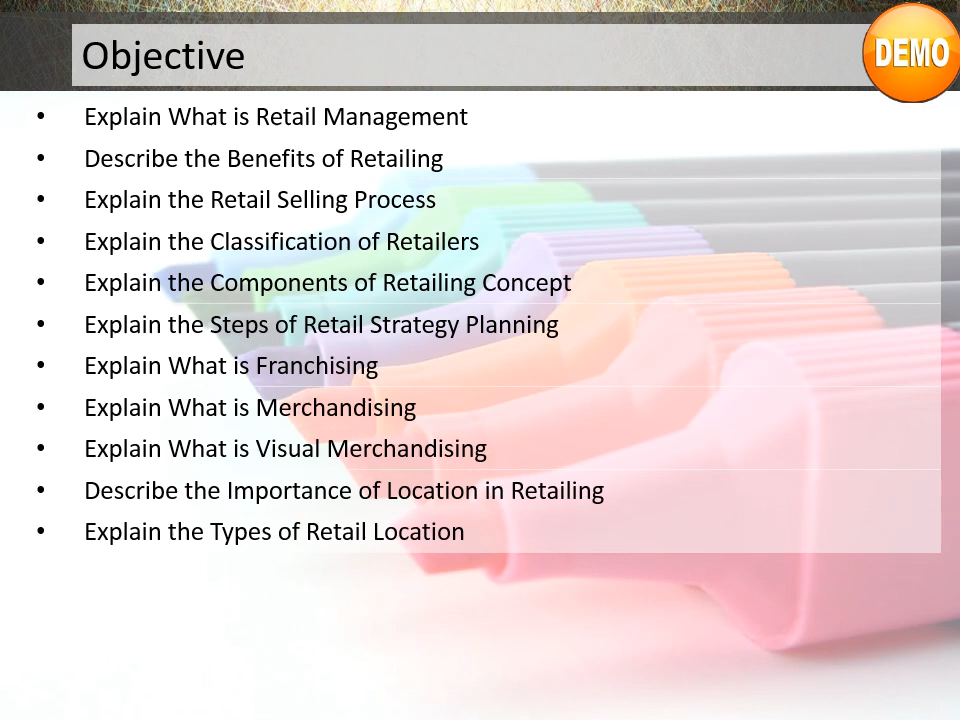 Objective
DEMO
• Explain What is Retail Management
• Describe the Benefits of Retailing
• Explain the Retail Selling Process
• Explain the Classification of Retailers
• Explain the Components of Retailing Concept
• Explain the Steps of Retail Strategy Planning
• Explain What is Franchising
• Explain What is Merchandising
• Explain What is Visual Merchandising
• Describe the Importance of Location in Retailing
• Explain the Types of Retail Location